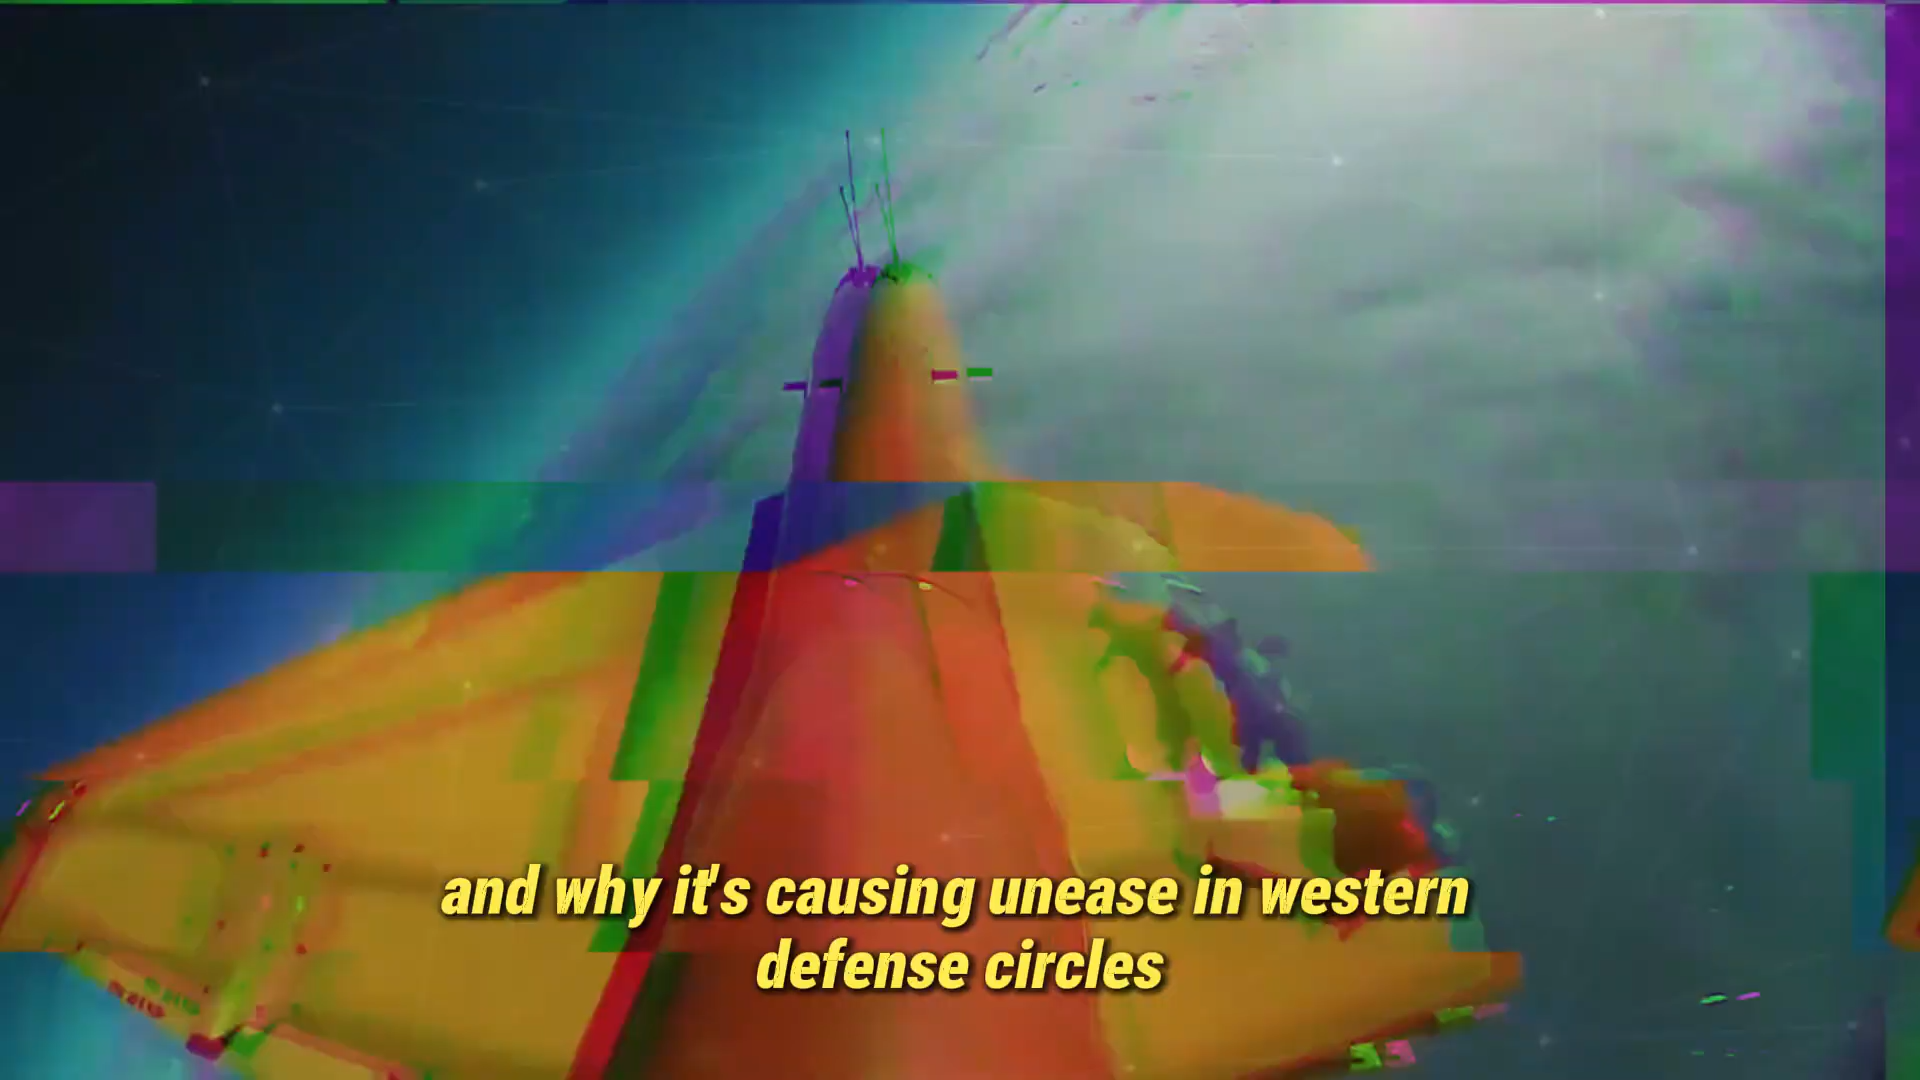 and why it's causing unease in western
defense circles